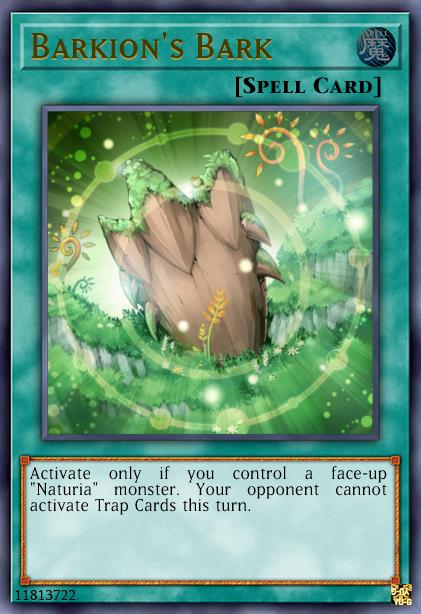 Barkion's Bark
魔
[Spell Card]
Activate only if you control a face-up
"Naturia" monster. Your opponent cannot
activate Trap Cards this turn.
11813722